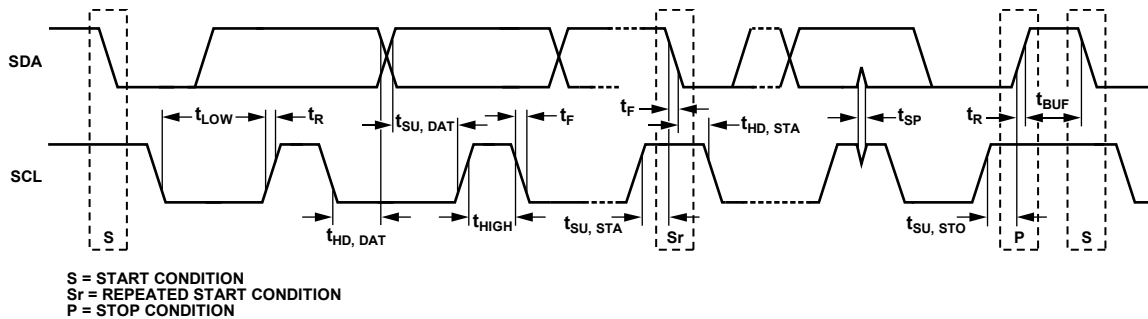 SDA
tLOW
tR
tSU, DAT
tF
tF
tHD, STA
tSP
tR
tBUF
SCL
tHD, DAT
tHIGH
tSU, STA
tSU, STO
S
Sr
P
S
S = START CONDITION
Sr = REPEATED START CONDITION
P = STOP CONDITION